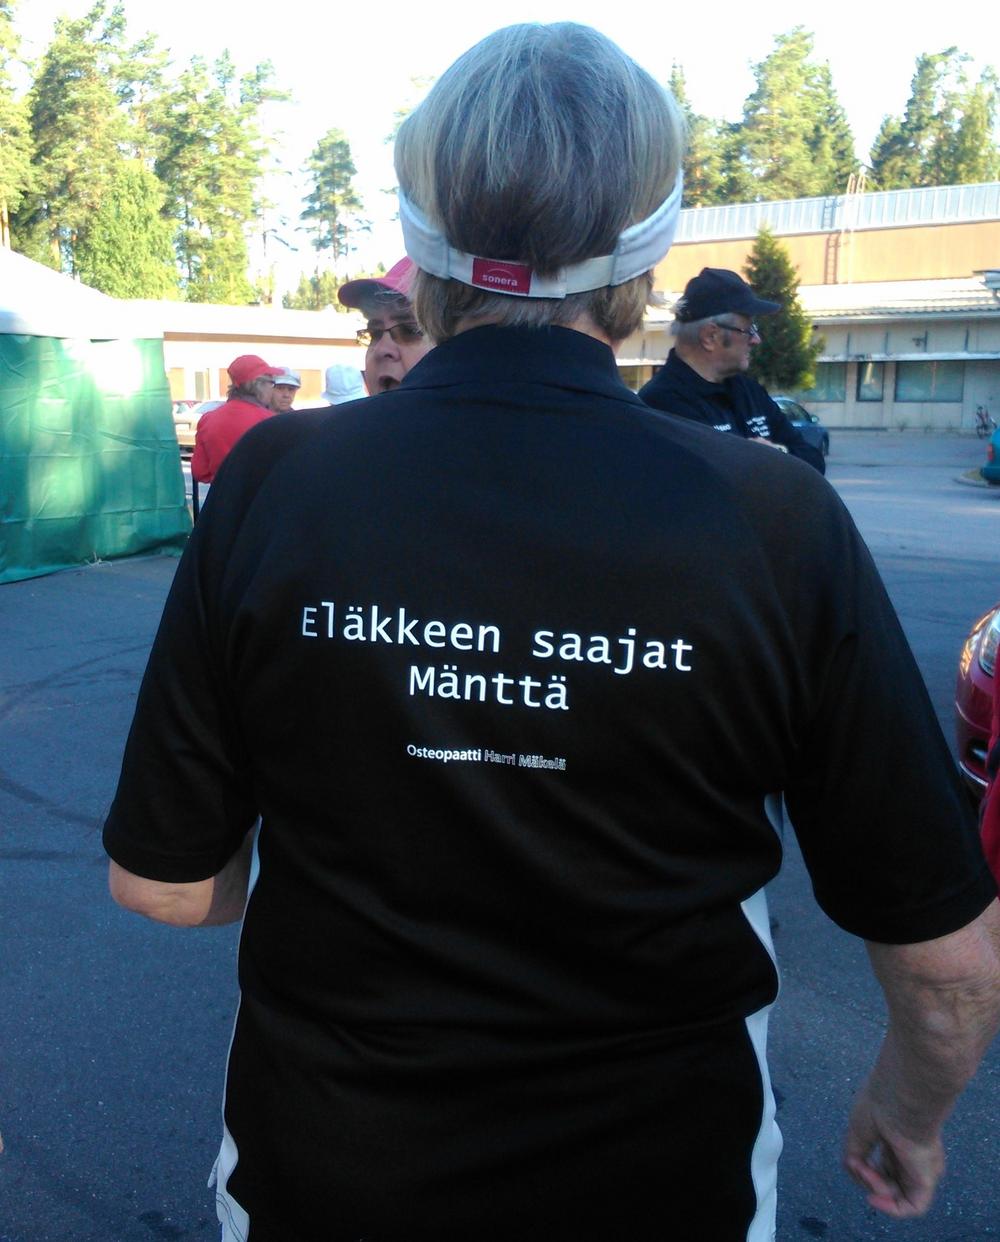 sonera
Eläkkeen saajat
Mänttä
Osteopaatti Harri Mäkelä